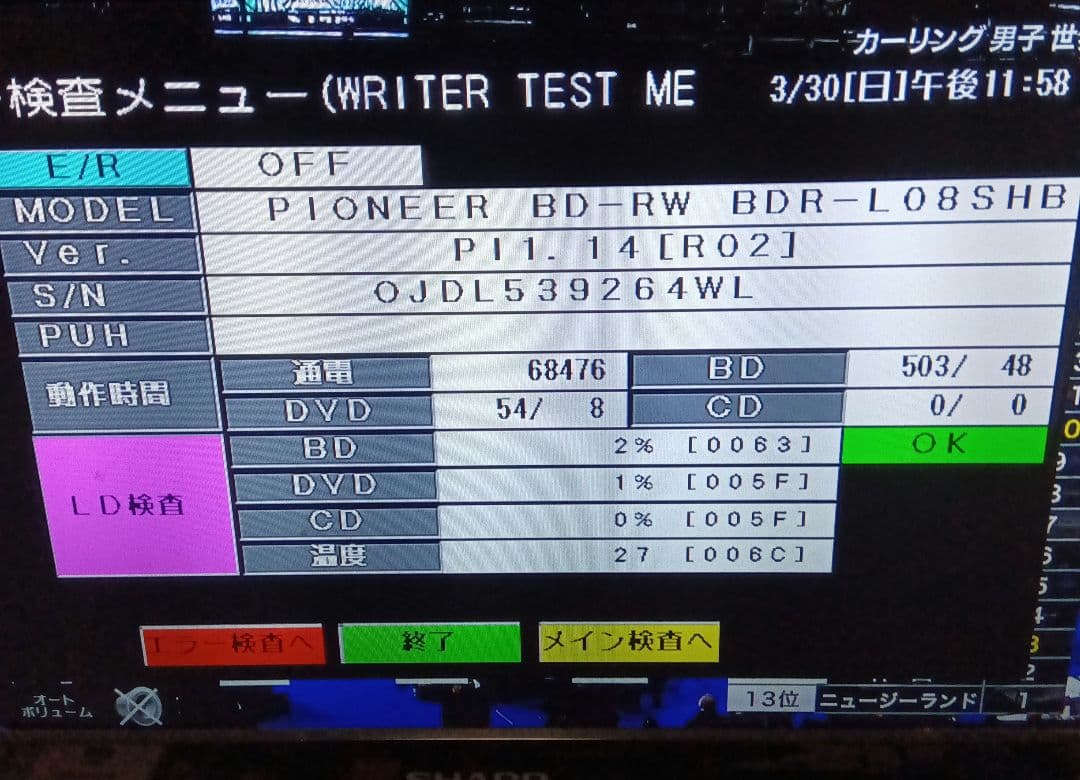 カーリング男子世
検査メニュー(WRITER TEST ME
3/30[日]午後11:58
E/R OFF
MODEL PIONEER BD-RW BDR-L08SHB
Ver. PI1.14[R02]
S/N OJDL539264WL
PUH
動作時間 通電 68476 BD 503/ 48
DVD 54/ 8 CD 0/ 0
LD検査 BD 2% [0063] OK
DVD 1% [005F]
CD 0% [005F]
温度 27 [006C]
エラー検査へ 終了 メイン検査へ
オート
ボリューム
13位 ニュージーランド 1
SHARP